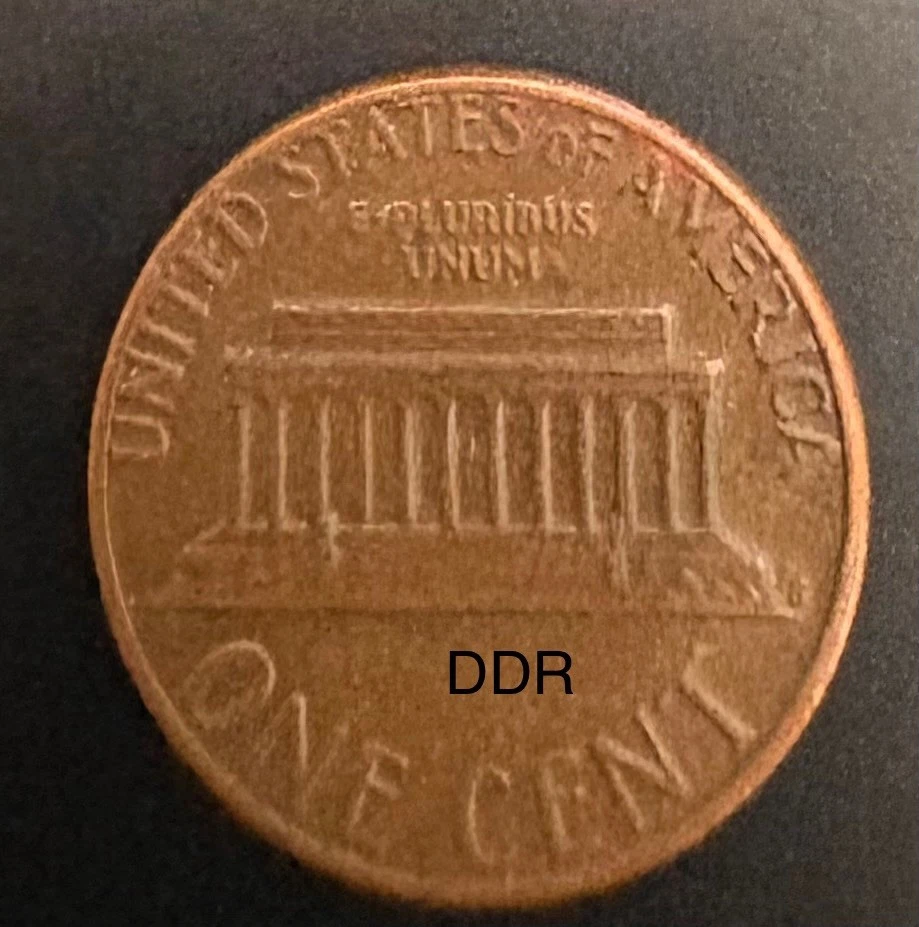 UNITED STATES OF AMERICA
E·PLURIBUS
UNUM
DDR
ONE CENT